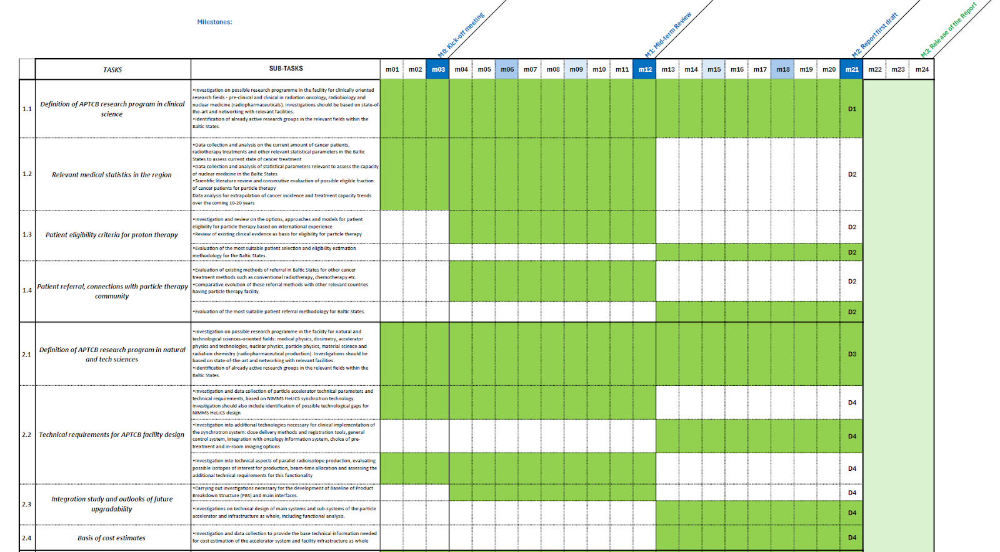 Milestones:
M0: Kick-off meeting
M1: Mid-term Review
M2: Report first draft
M3: Release of the Report
TASKS
SUB-TASKS
m01 m02 m03 m04 m05 m06 m07 m08 m09 m10 m11 m12 m13 m14 m15 m16 m17 m18 m19 m20 m21 m22 m23 m24
1.1
Definition of APTCB research program in clinical
science
•Investigation on possible research programme in the facility for clinically oriented
research fields - pre-clinical and clinical in radiation oncology, radiobiology and
nuclear medicine (radiopharmaceuticals). Investigations should be based on state-of-
the-art and networking with relevant facilities.
•Identification of already active research groups in the relevant fields within the
Baltic States.
D1
1.2
Relevant medical statistics in the region
•Data collection and analysis on the current amount of cancer patients,
radiotherapy treatments and other relevant statistical parameters in the Baltic
States to assess current state of cancer treatment
•Data collection and analysis of statistical parameters relevant to assess the capacity
of nuclear medicine in the Baltic States
•Scientific literature review and consecutive evaluation of possible eligible fraction
of cancer patients for particle therapy
Data analysis for extrapolation of cancer incidence and treatment capacity trends
over the coming 10-20 years
D2
1.3
Patient eligibility criteria for proton therapy
•Investigation and review on the options, approaches and models for patient
eligibility for particle therapy based on international experience
•Review of existing clinical evidence as basis for eligibility for particle therapy
D2
•Evaluation of the most suitable patient selection and eligibility estimation
methodology for the Baltic States.
D2
1.4
Patient referral, connections with particle therapy
community
•Evaluation of existing methods of referral in Baltic States for other cancer
treatment methods such as conventional radiotherapy, chemotherapy etc.
•Comparative evolution of these referral methods with other relevant countries
having particle therapy facility.
D2
•Evaluation of the most suitable patient referral methodology for Baltic States.
D2
2.1
Definition of APTCB research program in natural
and tech sciences
•Investigation on possible research programme in the facility for natural and
technological sciences-oriented fields: medical physics, dosimetry, accelerator
physics and technologies, nuclear physics, particle physics, material science and
radiation chemistry (radiopharmaceutical production). Investigations should be
based on state-of-the-art and networking with relevant facilities.
•Identification of already active research groups in the relevant fields within the
Baltic States.
D3
2.2
Technical requirements for APTCB facility design
•Investigation and data collection of particle accelerator technical parameters and
technical requirements, based on NIMMS HeLICS synchrotron technology.
Investigation should also include identification of possible technological gaps for
NIMMS HeLICS design
D4
•Investigation into additional technologies necessary for clinical implementation of
the synchrotron system: dose delivery methods and registration tools, general
control system, integration with oncology information system, choice of pre-
treatment and in-room imaging options
D4
•Investigation into technical aspects of parallel radioisotope production, evaluating
possible isotopes of interest for production, beam-time allocation and assessing the
additional technical requirements for this functionality
D4
2.3
Integration study and outlooks of future
upgradability
•Carrying out investigations necessary for the development of Baseline of Product
Breakdown Structure (PBS) and main interfaces.
D4
•Investigations on technical design of main systems and sub-systems of the particle
accelerator and infrastructure as whole, including functional analysis.
D4
2.4
Basis of cost estimates
•Investigation and data collection to provide the base technical information needed
for cost estimation of the accelerator system and facility infrastructure as whole
D4